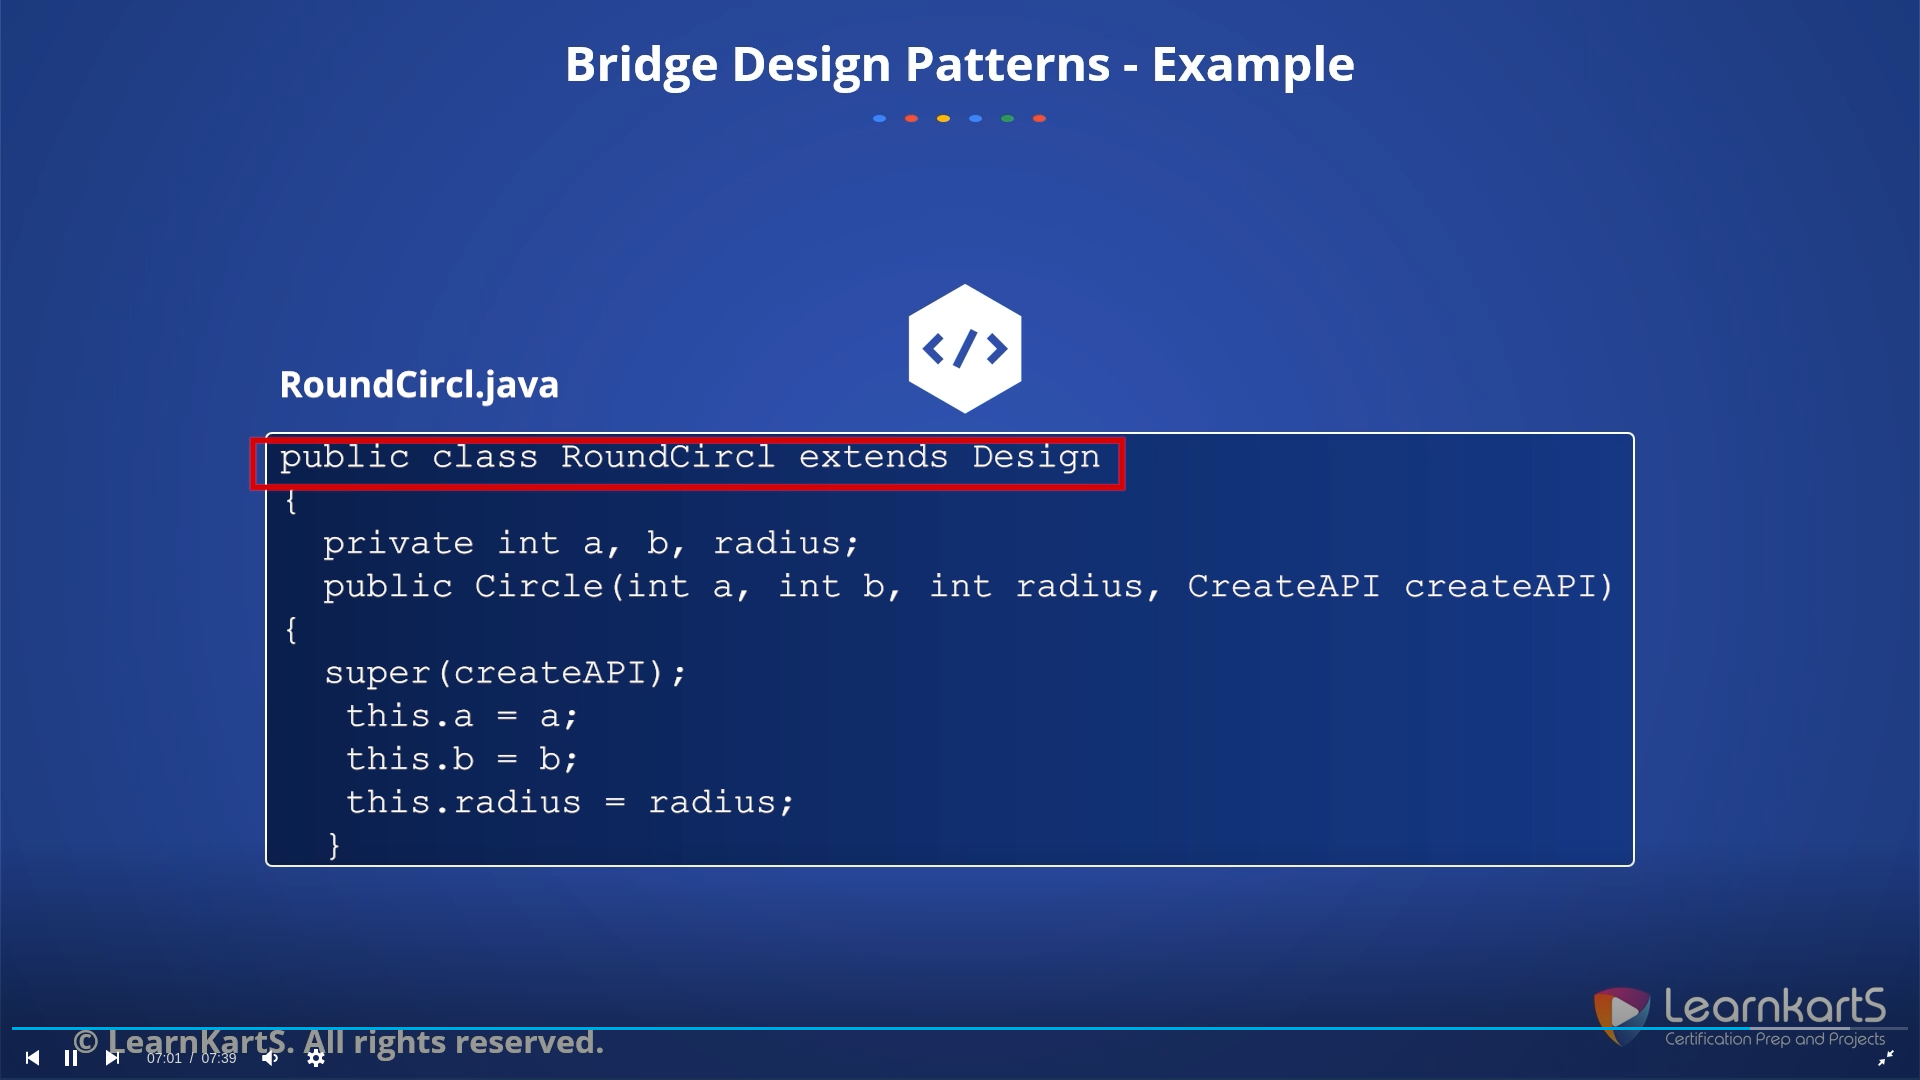 Bridge Design Patterns - Example
</>
RoundCircl.java
public class RoundCircl extends Design
{
private int a, b, radius;
public Circle(int a, int b, int radius, CreateAPI createAPI)
{
super(createAPI);
this.a = a;
this.b = b;
this.radius = radius;
}
LearnkartS
Certification Prep and Projects
© LearnKartS. All rights reserved.
07:01 / 07:39